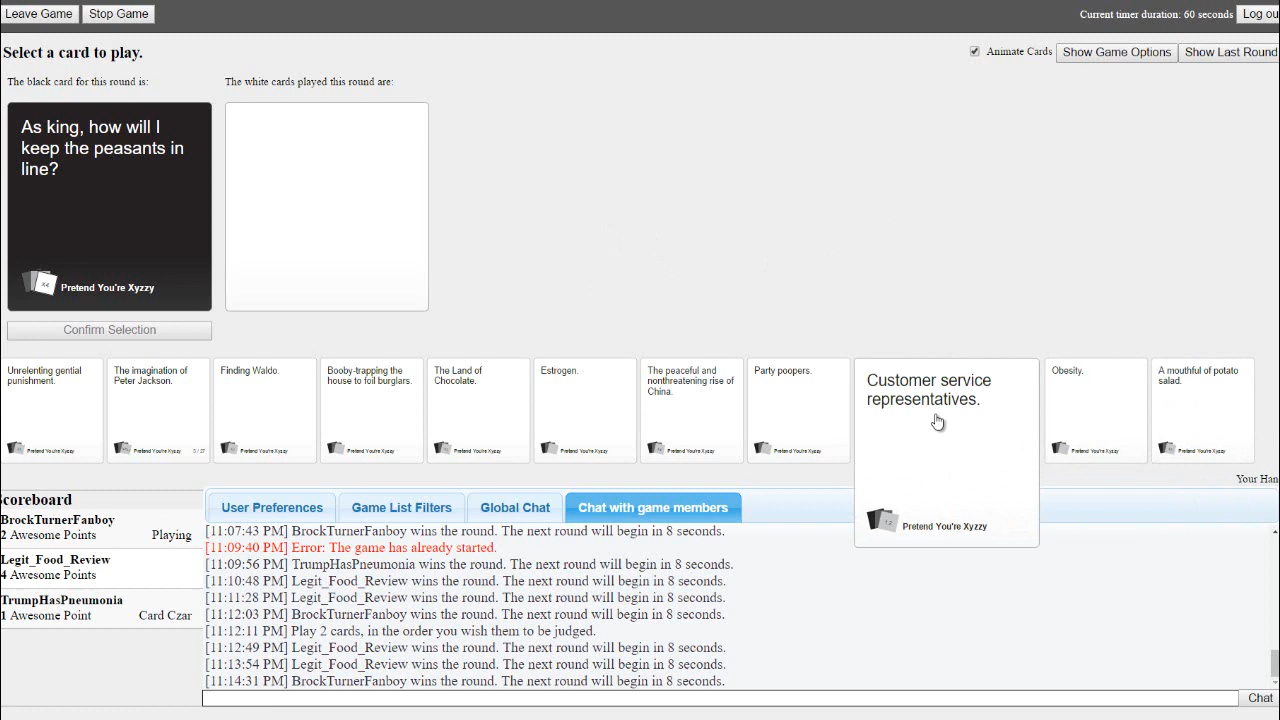 Leave Game Stop Game Current timer duration: 60 seconds Log ou
Select a card to play. Animate Cards Show Game Options Show Last Round
The black card for this round is: The white cards played this round are:
As king, how will I
keep the peasants in
line?
Pretend You're Xyzzy
Confirm Selection
Unrelenting gential
punishment.
Pretend You're Xyzzy
The imagination of
Peter Jackson.
Pretend You're Xyzzy 5 / 27
Finding Waldo.
Pretend You're Xyzzy
Booby-trapping the
house to foil burglars.
Pretend You're Xyzzy
The Land of
Chocolate.
Pretend You're Xyzzy
Estrogen.
Pretend You're Xyzzy
The peaceful and
nonthreatening rise of
China.
Pretend You're Xyzzy
Party poopers.
Pretend You're Xyzzy
Customer service
representatives.
1.2 Pretend You're Xyzzy
Obesity.
Pretend You're Xyzzy
A mouthful of potato
salad.
Pretend You're Xyzzy
Your Han
Scoreboard
BrockTurnerFanboy
2 Awesome Points Playing
Legit_Food_Review
4 Awesome Points
TrumpHasPneumonia
1 Awesome Point Card Czar
User Preferences Game List Filters Global Chat Chat with game members
[11:07:43 PM] BrockTurnerFanboy wins the round. The next round will begin in 8 seconds.
[11:09:40 PM] Error: The game has already started.
[11:09:56 PM] TrumpHasPneumonia wins the round. The next round will begin in 8 seconds.
[11:10:48 PM] Legit_Food_Review wins the round. The next round will begin in 8 seconds.
[11:11:28 PM] Legit_Food_Review wins the round. The next round will begin in 8 seconds.
[11:12:03 PM] BrockTurnerFanboy wins the round. The next round will begin in 8 seconds.
[11:12:11 PM] Play 2 cards, in the order you wish them to be judged.
[11:12:49 PM] Legit_Food_Review wins the round. The next round will begin in 8 seconds.
[11:13:54 PM] Legit_Food_Review wins the round. The next round will begin in 8 seconds.
[11:14:31 PM] BrockTurnerFanboy wins the round. The next round will begin in 8 seconds.
Chat